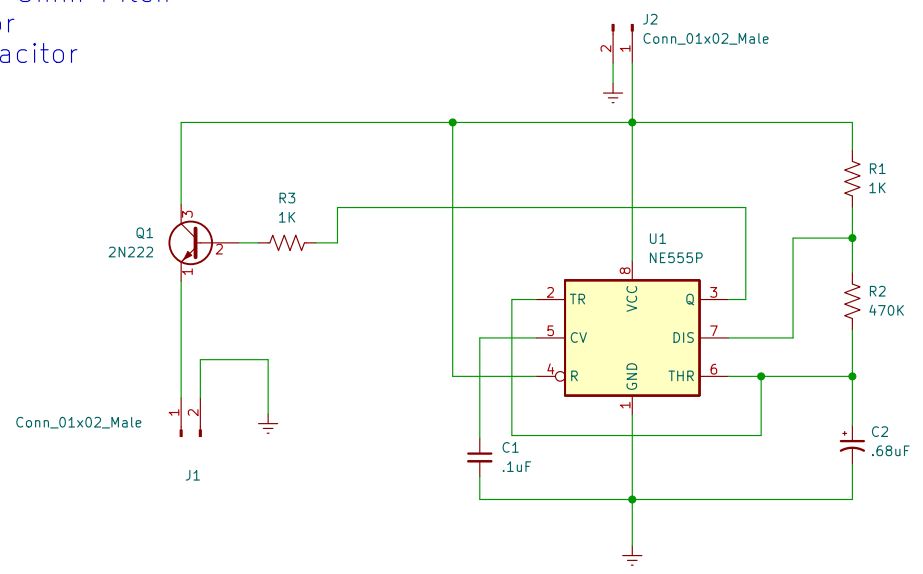 or
acitor
J2
Conn_01x02_Male
2
1
R1
1K
R3
1K
3
Q1
2N222
2
1
U1
NE555P
8
VCC
2
TR
Q
3
R2
470K
5
CV
DIS
7
4
R
THR
6
GND
1
1
2
Conn_01x02_Male
J1
C1
.1uF
+
C2
.68uF